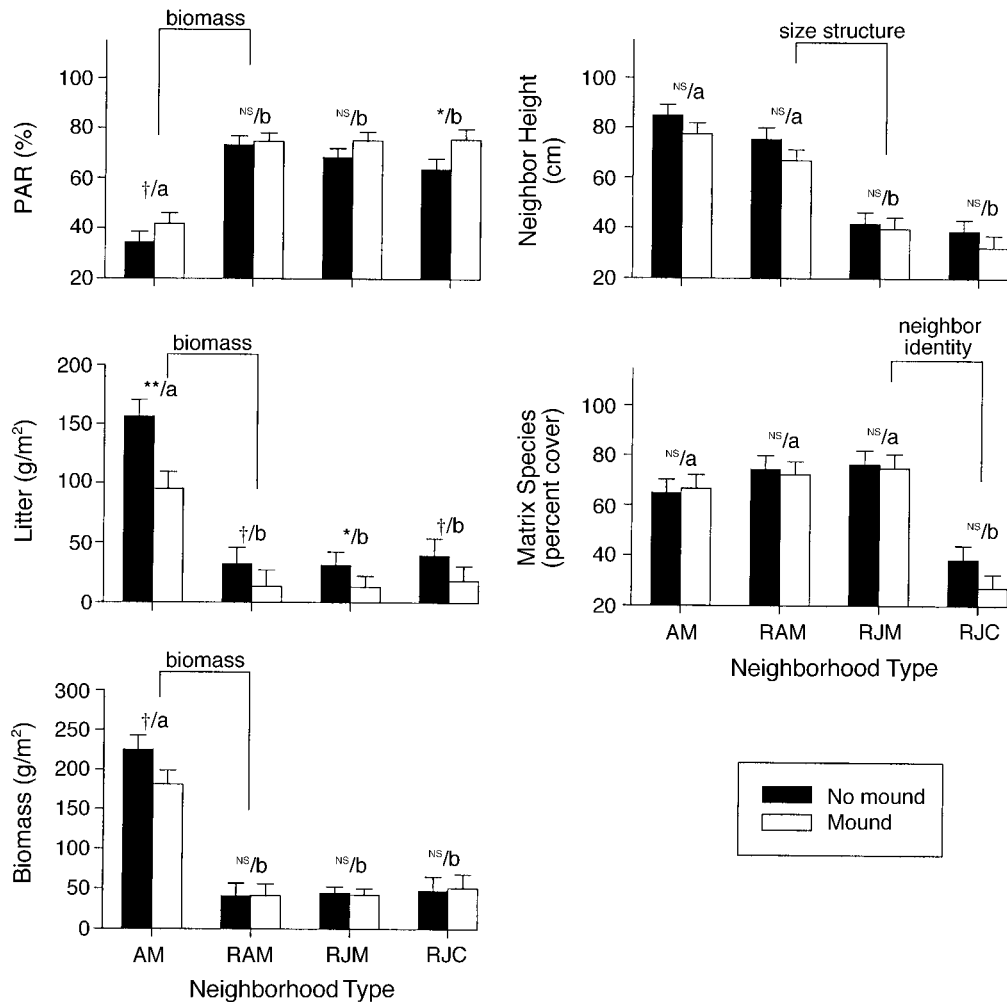 biomass
PAR (%)
100
80
60
40
20
†/a
NS/b
NS/b
*/b
size structure
Neighbor Height
(cm)
100
80
60
40
20
NS/a
NS/a
NS/b
NS/b
biomass
Litter (g/m²)
200
150
100
50
0
**/a
†/b
*/b
†/b
neighbor
identity
Matrix Species
(percent cover)
100
80
60
40
20
NS/a
NS/a
NS/a
NS/b
AM RAM RJM RJC
Neighborhood Type
biomass
Biomass (g/m²)
300
250
200
150
100
50
0
†/a
NS/b
NS/b
NS/b
AM RAM RJM RJC
Neighborhood Type
No mound
Mound